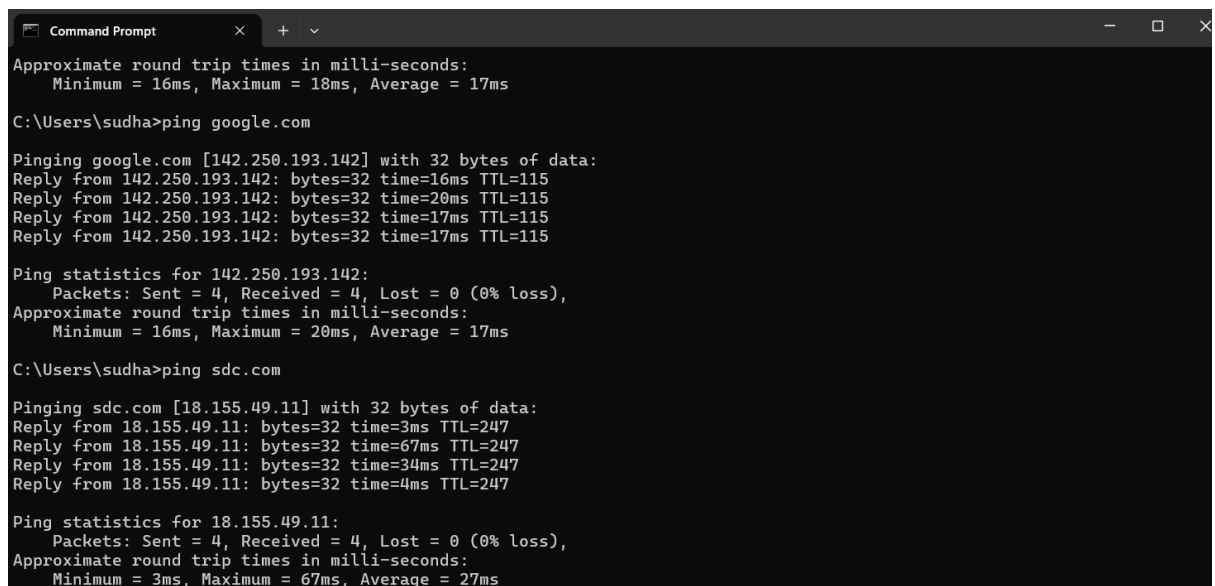 Command Prompt
Approximate round trip times in milli-seconds:
    Minimum = 16ms, Maximum = 18ms, Average = 17ms
C:\Users\sudha>ping google.com
Pinging google.com [142.250.193.142] with 32 bytes of data:
Reply from 142.250.193.142: bytes=32 time=16ms TTL=115
Reply from 142.250.193.142: bytes=32 time=20ms TTL=115
Reply from 142.250.193.142: bytes=32 time=17ms TTL=115
Reply from 142.250.193.142: bytes=32 time=17ms TTL=115
Ping statistics for 142.250.193.142:
    Packets: Sent = 4, Received = 4, Lost = 0 (0% loss),
Approximate round trip times in milli-seconds:
    Minimum = 16ms, Maximum = 20ms, Average = 17ms
C:\Users\sudha>ping sdc.com
Pinging sdc.com [18.155.49.11] with 32 bytes of data:
Reply from 18.155.49.11: bytes=32 time=3ms TTL=247
Reply from 18.155.49.11: bytes=32 time=67ms TTL=247
Reply from 18.155.49.11: bytes=32 time=34ms TTL=247
Reply from 18.155.49.11: bytes=32 time=4ms TTL=247
Ping statistics for 18.155.49.11:
    Packets: Sent = 4, Received = 4, Lost = 0 (0% loss),
Approximate round trip times in milli-seconds:
    Minimum = 3ms, Maximum = 67ms, Average = 27ms